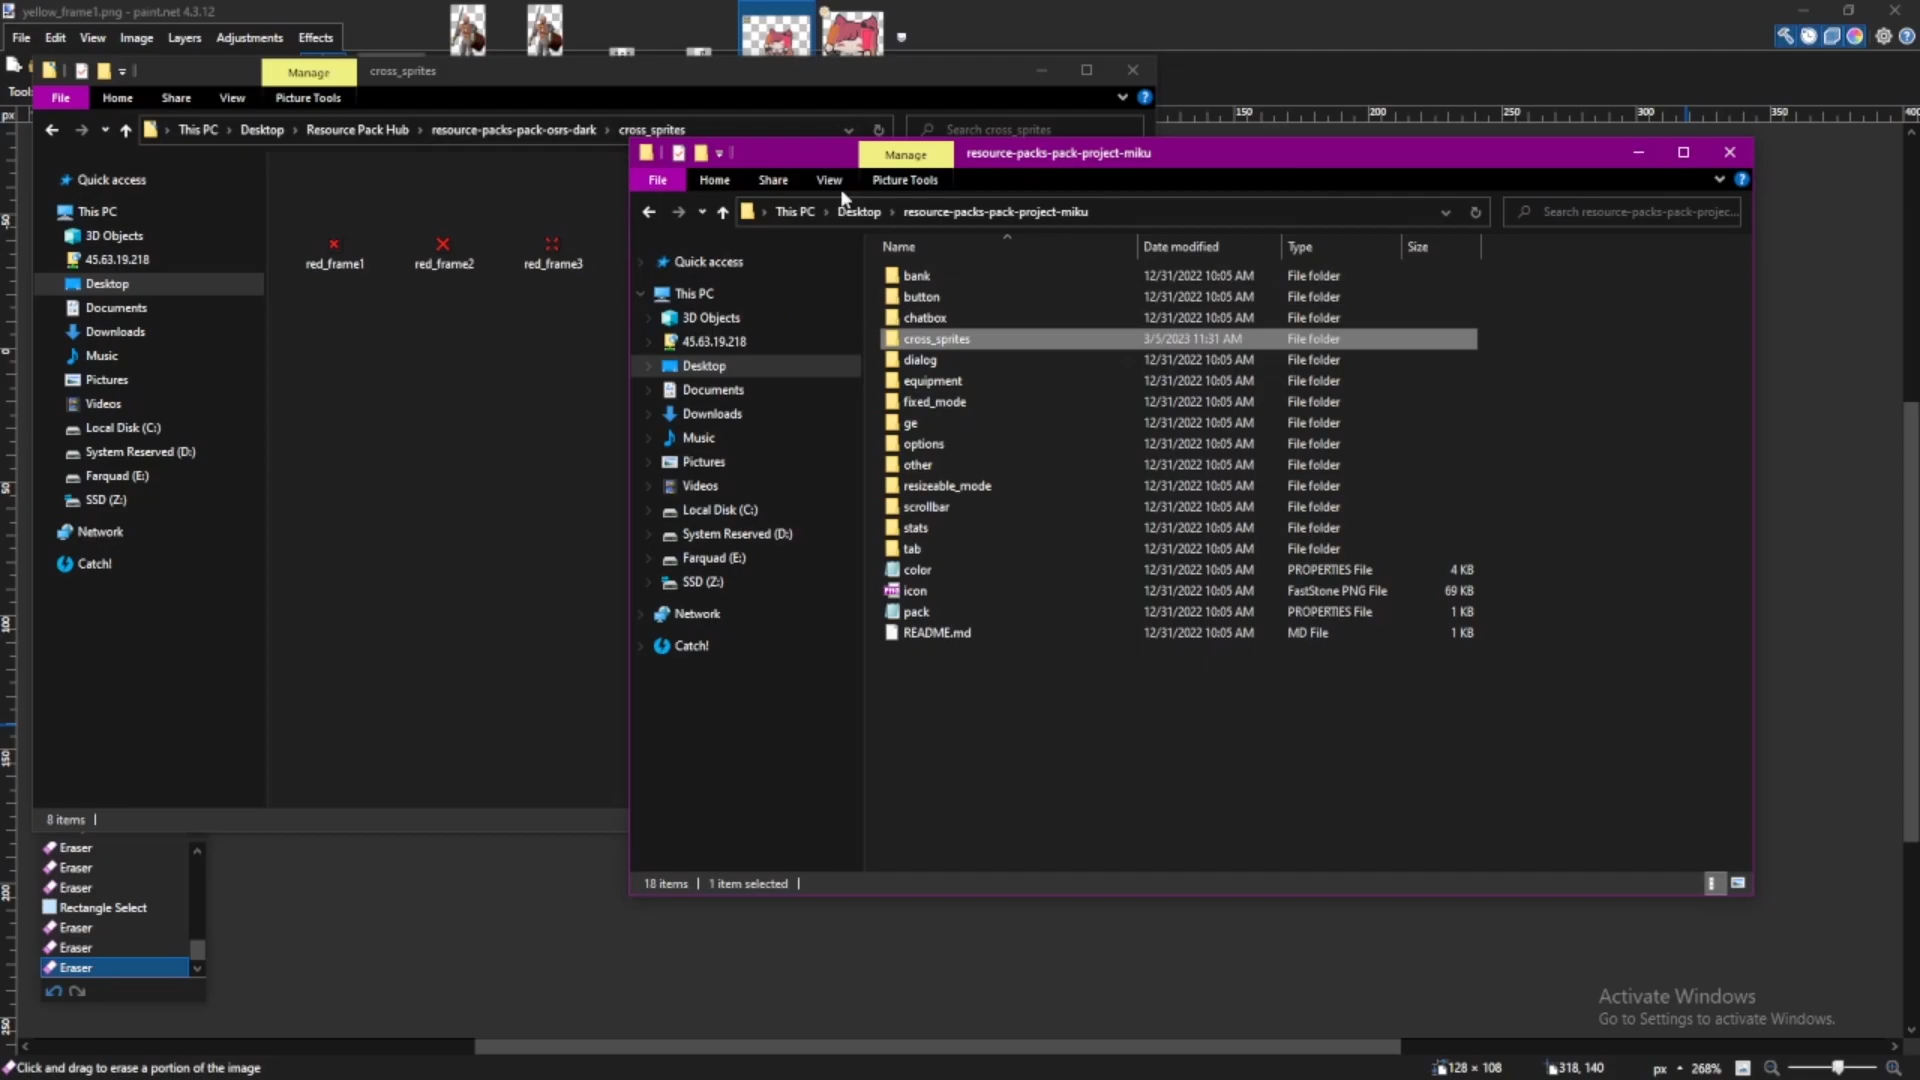 yellow_frame1.png - paint.net 4.3.12
File Edit View Image Layers Adjustments Effects
Manage cross_sprites
File Home Share View Picture Tools
This PC Desktop Resource Pack Hub resource-packs-pack-osrs-dark cross_sprites
Search cross_sprites
px
150 200 250 300 350
Quick access
This PC
3D Objects
45.63.19.218
Desktop
Documents
Downloads
Music
Pictures
Videos
Local Disk (C:)
System Reserved (D:)
Farquad (E:)
SSD (Z:)
Network
Catch!
red_frame1 red_frame2 red_frame3
8 items
Manage resource-packs-pack-project-miku
File Home Share View Picture Tools
This PC Desktop resource-packs-pack-project-miku
Search resource-packs-pack-projec...
Quick access
This PC
3D Objects
45.63.19.218
Desktop
Documents
Downloads
Music
Pictures
Videos
Local Disk (C:)
System Reserved (D:)
Farquad (E:)
SSD (Z:)
Network
Catch!
Name Date modified Type Size
bank 12/31/2022 10:05 AM File folder
button 12/31/2022 10:05 AM File folder
chatbox 12/31/2022 10:05 AM File folder
cross_sprites 3/5/2023 11:31 AM File folder
dialog 12/31/2022 10:05 AM File folder
equipment 12/31/2022 10:05 AM File folder
fixed_mode 12/31/2022 10:05 AM File folder
ge 12/31/2022 10:05 AM File folder
options 12/31/2022 10:05 AM File folder
other 12/31/2022 10:05 AM File folder
resizeable_mode 12/31/2022 10:05 AM File folder
scrollbar 12/31/2022 10:05 AM File folder
stats 12/31/2022 10:05 AM File folder
tab 12/31/2022 10:05 AM File folder
color 12/31/2022 10:05 AM PROPERTIES File 4 KB
icon 12/31/2022 10:05 AM FastStone PNG File 69 KB
pack 12/31/2022 10:05 AM PROPERTIES File 1 KB
README.md 12/31/2022 10:05 AM MD File 1 KB
18 items 1 item selected
Eraser
Eraser
Eraser
Rectangle Select
Eraser
Eraser
Eraser
Activate Windows
Go to Settings to activate Windows.
Click and drag to erase a portion of the image
128 × 108
318, 140
px 268%